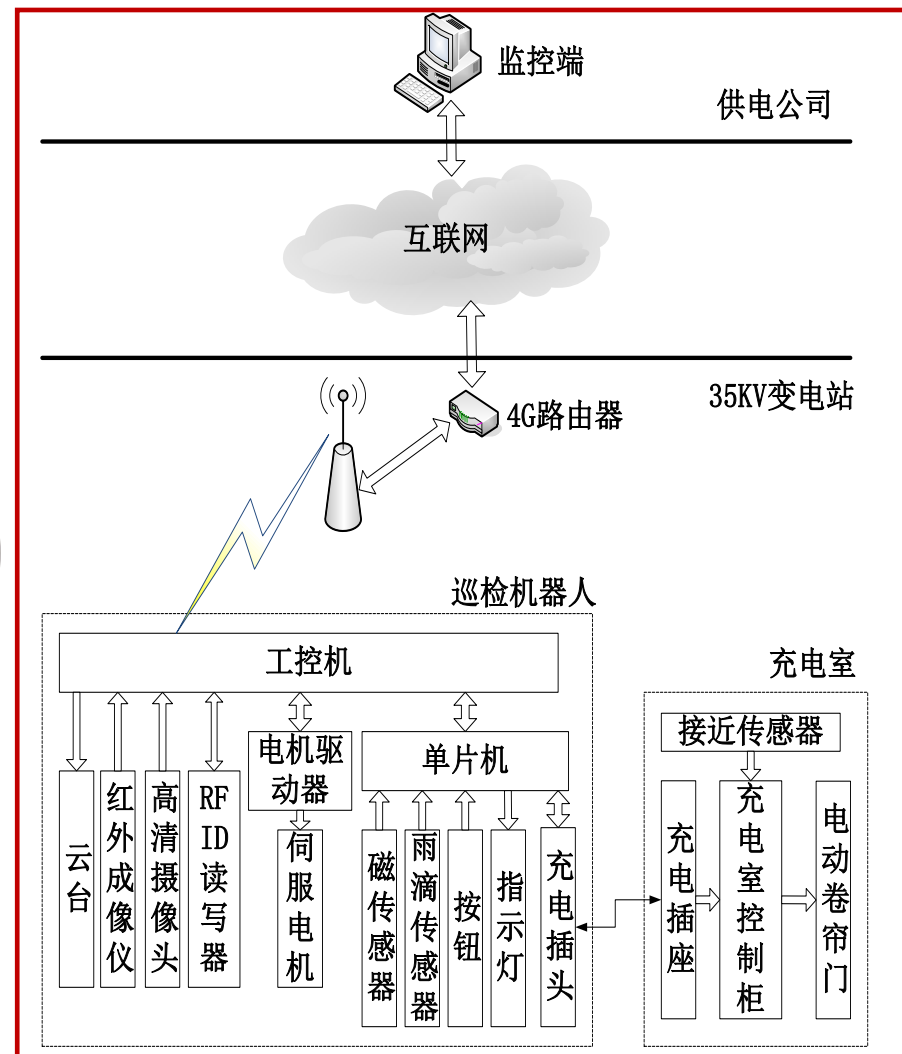 监控端
供电公司
互联网
35KV变电站
4G路由器
巡检机器人
工控机
充电室
接近传感器
电机驱
动器
单片机
云台
红外成像仪
高清摄像头
RF
ID
读
写
器
伺服电机
磁传感器
雨滴传感器
按钮
指示灯
充电插头
充电插座
充电室控制柜
电动卷帘门